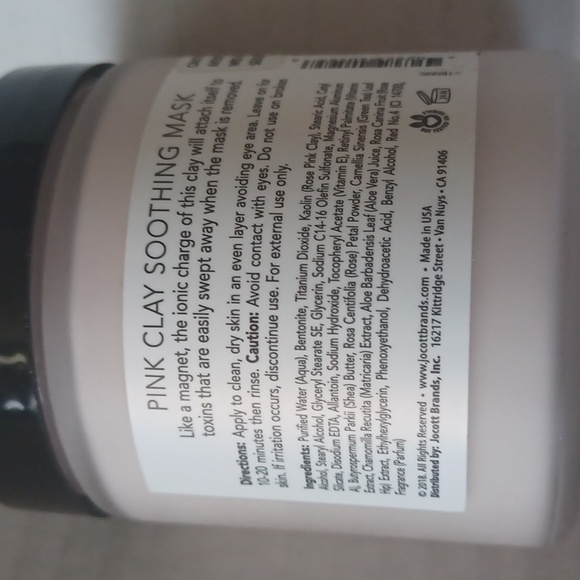 PINK CLAY SOOTHING MASK
Like a magnet, the ionic charge of this clay will attach itself to
toxins that are easily swept away when the mask is removed.
Directions: Apply to clean, dry skin in an even layer avoiding eye area. Leave on for
10-20 minutes then rinse. Caution: Avoid contact with eyes. Do not use on broken
skin. If irritation occurs, discontinue use. For external use only.
Ingredients: Purified Water (Aqua), Bentonite, Titanium Dioxide, Kaolin (Rose Pink Clay), Stearic Acid, Cetyl
Alcohol, Stearyl Alcohol, Glyceryl Stearate SE, Glycerin, Sodium C14-16 Olefin Sulfonate, Magnesium Aluminum
Silicate, Disodium EDTA, Allantoin, Sodium Hydroxide, Tocopheryl Acetate (Vitamin E), Retinyl Palmitate (Vitamin
A), Butyrospermum Parkii (Shea) Butter, Rosa Centifolia (Rose) Petal Powder, Camellia Sinensis (Green Tea) Leaf
Extract, Chamomilla Recutita (Matricaria) Extract, Aloe Barbadensis Leaf (Aloe Vera) Juice, Rosa Canina Fruit (Rose
Hip) Extract, Ethylhexylglycerin, Phenoxyethanol, Dehydroacetic Acid, Benzyl Alcohol, Red No.4 (CI 14700),
Fragrance (Parfum)
©2018. All Rights Reserved • www.jocottbrands.com • Made in USA
Distributed by: Jocott Brands, Inc. 16217 Kittridge Street • Van Nuys • CA 91406